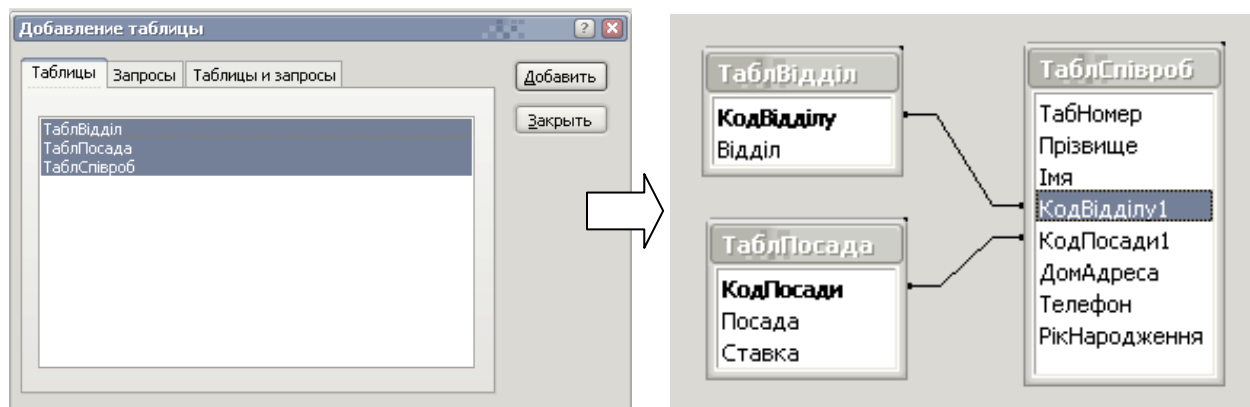 Добавление таблицы
Таблицы Запросы Таблицы и запросы
Добавить
Закрыть
ТаблВідділ
ТаблПосада
ТаблСпівроб
ТаблВідділ
КодВідділу
Відділ
ТаблПосада
КодПосади
Посада
Ставка
ТаблСпівроб
ТабНомер
Прізвище
Імя
КодВідділу1
КодПосади1
ДомАдреса
Телефон
РікНародження